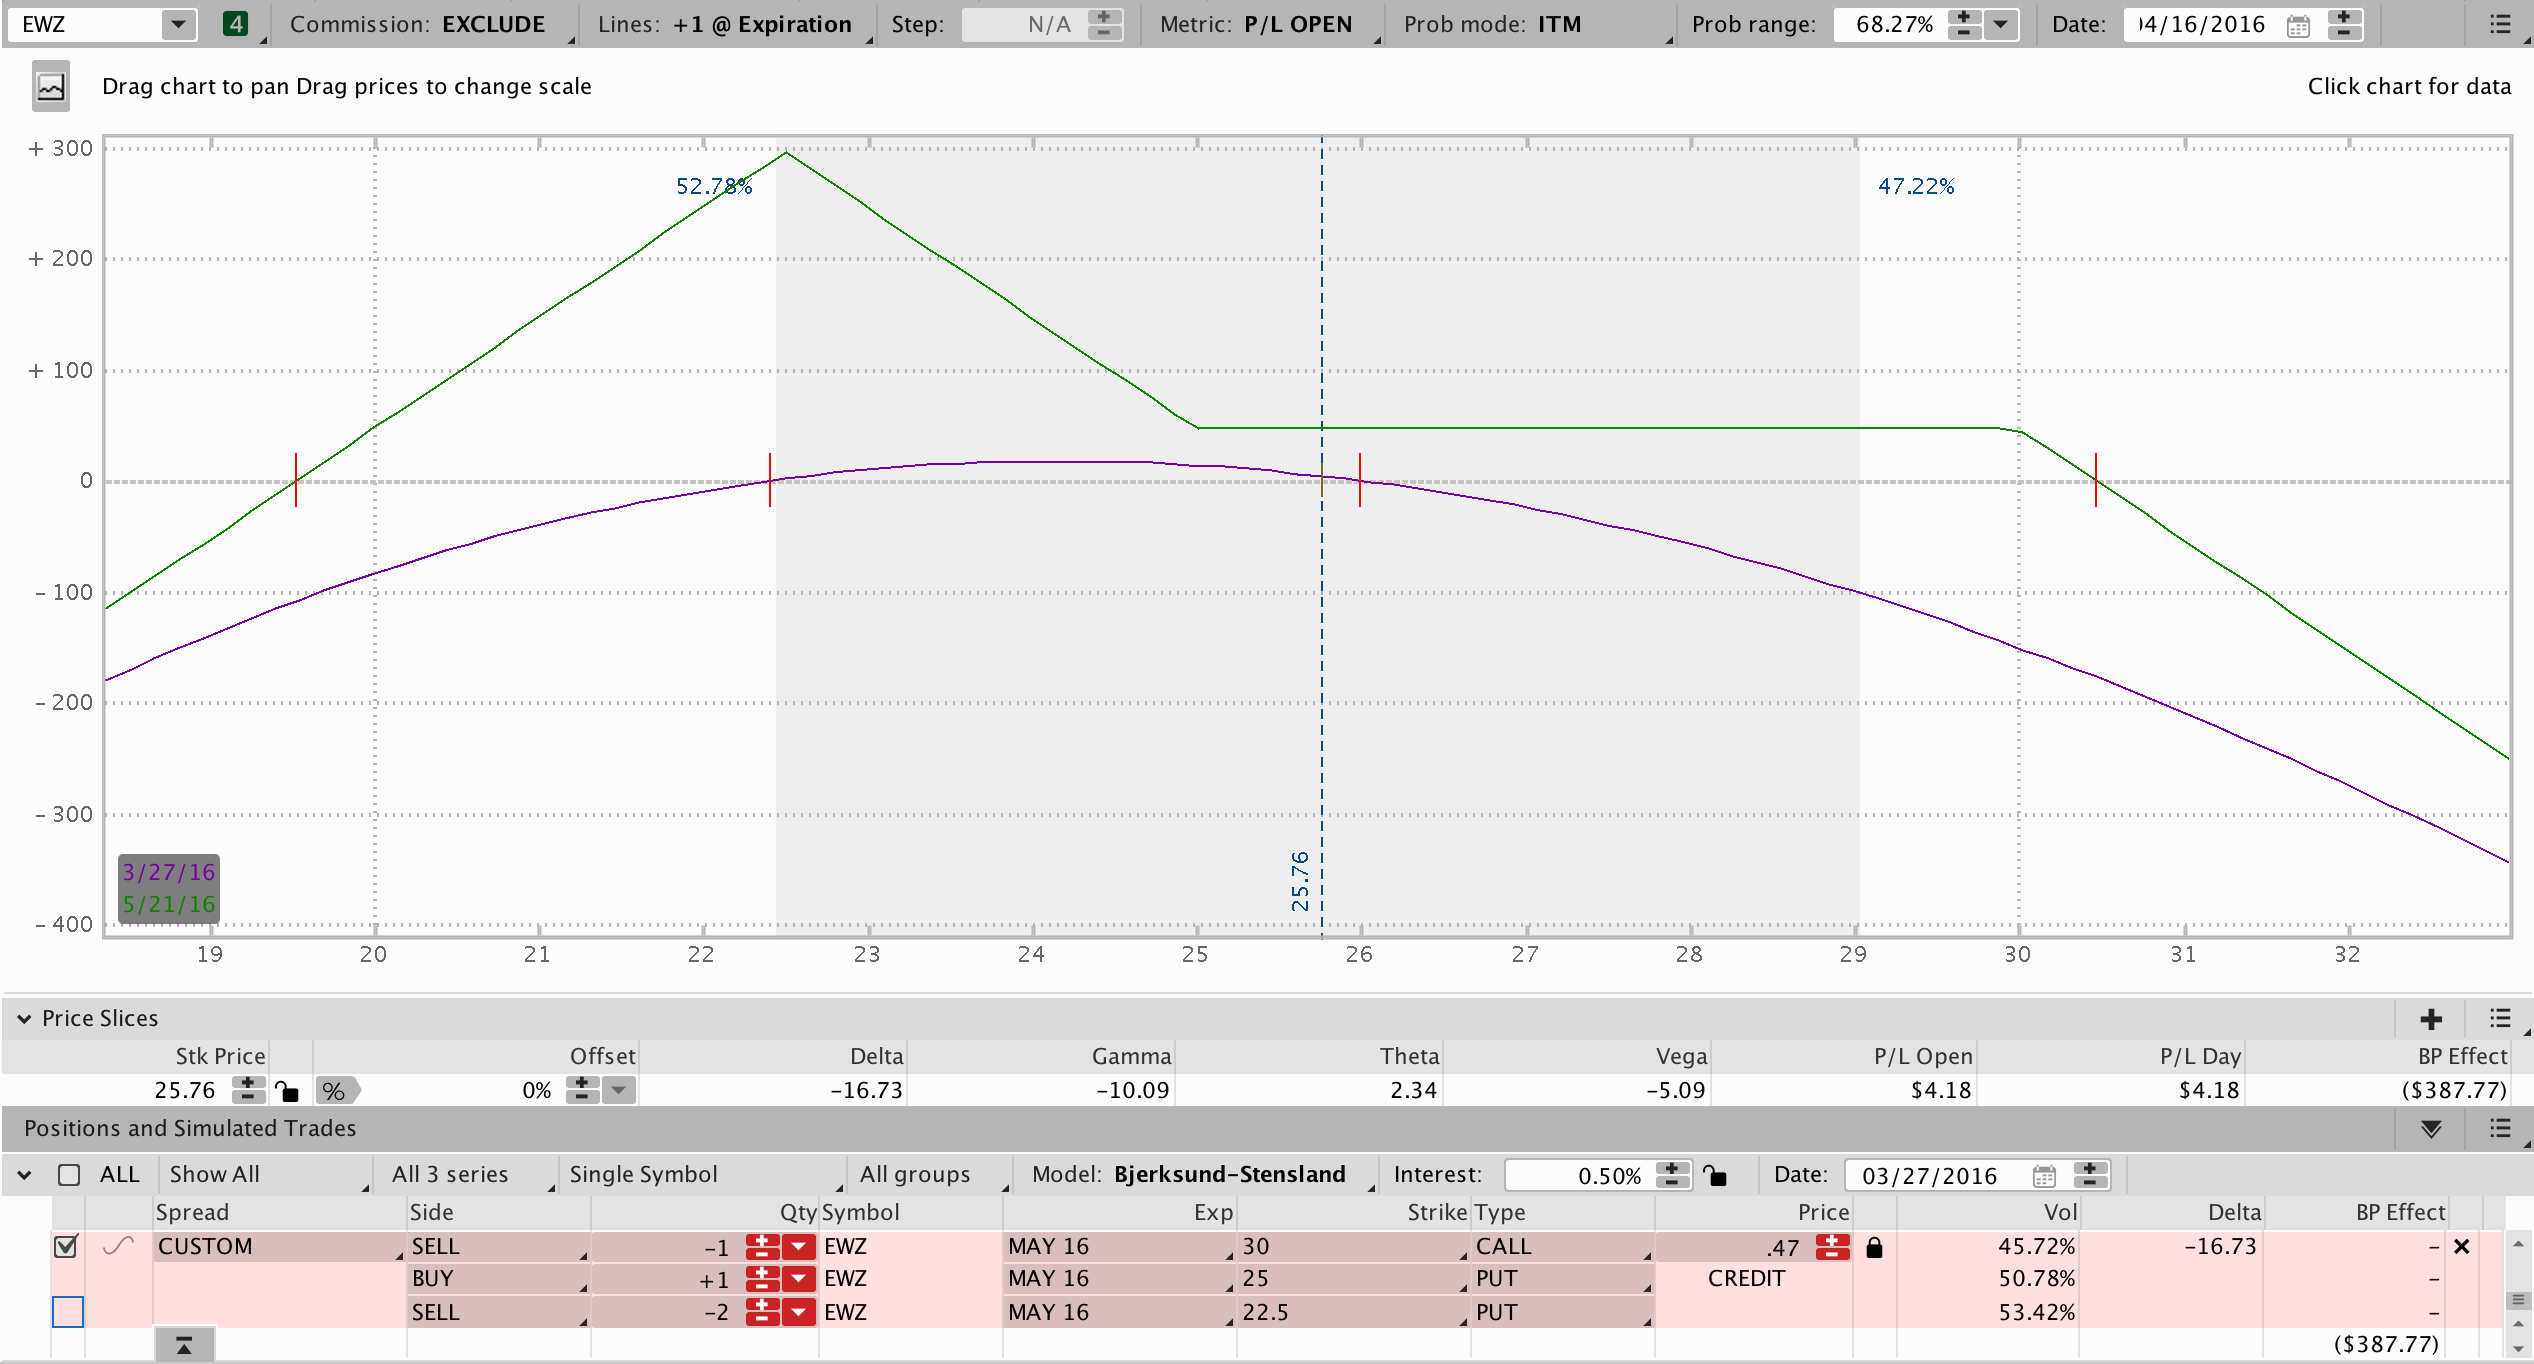 EWZ 4 Commission: EXCLUDE Lines: +1 @ Expiration Step: N/A Metric: P/L OPEN Prob mode: ITM Prob range: 68.27% Date: 04/16/2016
Drag chart to pan Drag prices to change scale Click chart for data
+ 300
52.78% 47.22%
+ 200
+ 100
0
- 100
- 200
- 300
25.76
3/27/16
5/21/16
- 400
19 20 21 22 23 24 25 26 27 28 29 30 31 32
Price Slices
Stk Price Offset Delta Gamma Theta Vega P/L Open P/L Day BP Effect
25.76 % 0% -16.73 -10.09 2.34 -5.09 $4.18 $4.18 ($387.77)
Positions and Simulated Trades
ALL Show All All 3 series Single Symbol All groups Model: Bjerksund-Stensland Interest: 0.50% Date: 03/27/2016
Spread Side Qty Symbol Exp Strike Type Price Vol Delta BP Effect
CUSTOM SELL -1 EWZ MAY 16 30 CALL .47 45.72% -16.73 -
BUY +1 EWZ MAY 16 25 PUT CREDIT 50.78% -
SELL -2 EWZ MAY 16 22.5 PUT 53.42% -
($387.77)